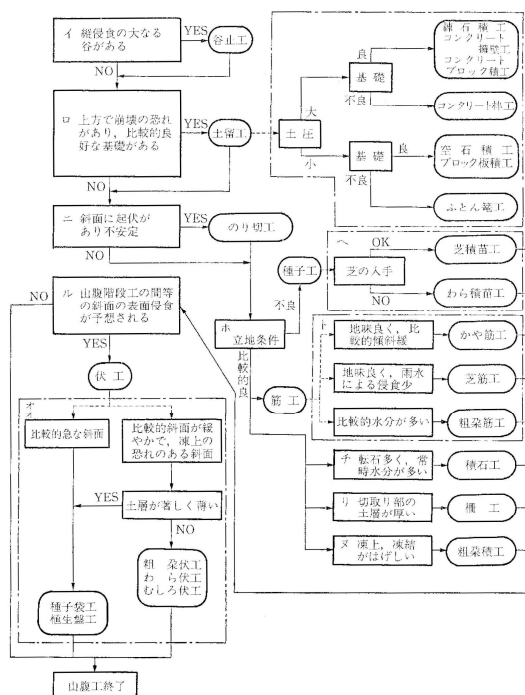 イ 縦侵食の大なる
谷がある
YES
谷止工
NO
ロ 上方で崩壊の恐れ
があり，比較的良
好な基礎がある
YES
土留工
NO
土圧
大
小
基礎
良
不良
練石積工
コンクリート
擁壁工
コンクリート
ブロック積工
コンクリート枠工
基礎
良
不良
空石積工
ブロック板積工
ふとん篭工
ニ 斜面に起伏が
あり不安定
YES
のり切工
NO
ホ
立地条件
不良
種子工
ヘ
芝の入手
OK
芝積苗工
NO
わら積苗工
比較的良
筋工
ト
地味良く，比
較的傾斜緩
かや筋工
地味良く，雨水
による浸食少
芝筋工
比較的水分が多い
粗朶筋工
チ 転石多く，常
時水分が多い
積石工
リ 切取り部の
土層が厚い
柵工
ヌ 凍上，凍結
がはげしい
粗朶積工
ル 山腹階段工の間等
の斜面の表面侵食
が予想される
NO
YES
伏工
比較的急な斜面
比較的斜面が緩
やかで，凍上の
恐れのある斜面
土層が著しく薄い
YES
NO
粗朶伏工
わら伏工
むしろ伏工
種子袋工
植生盤工
山腹工終了